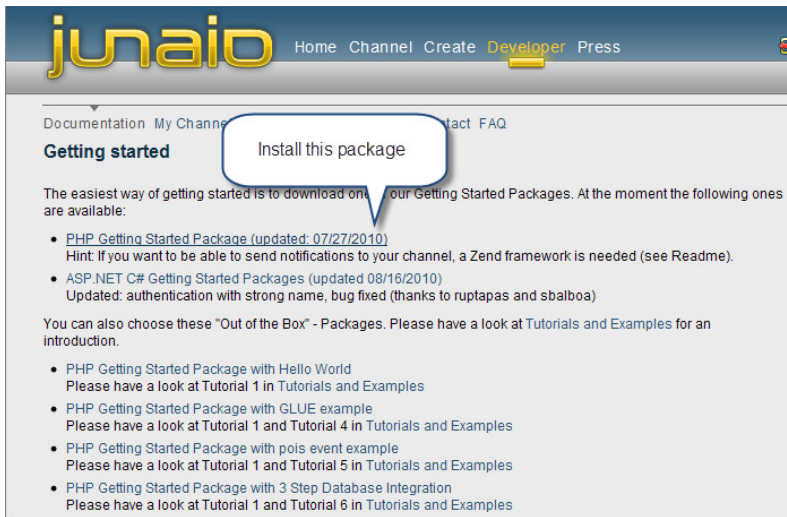 junaio
Home Channel Create Developer Press
Documentation My Channe tact FAQ
Install this package
Getting started
The easiest way of getting started is to download one our Getting Started Packages. At the moment the following ones
are available:
PHP Getting Started Package (updated: 07/27/2010)
Hint: If you want to be able to send notifications to your channel, a Zend framework is needed (see Readme).
ASP.NET C# Getting Started Packages (updated 08/16/2010)
Updated: authentication with strong name, bug fixed (thanks to ruptapas and sbalboa)
You can also choose these "Out of the Box" - Packages. Please have a look at Tutorials and Examples for an
introduction.
PHP Getting Started Package with Hello World
Please have a look at Tutorial 1 in Tutorials and Examples
PHP Getting Started Package with GLUE example
Please have a look at Tutorial 1 and Tutorial 4 in Tutorials and Examples
PHP Getting Started Package with pois event example
Please have a look at Tutorial 1 and Tutorial 5 in Tutorials and Examples
PHP Getting Started Package with 3 Step Database Integration
Please have a look at Tutorial 1 and Tutorial 6 in Tutorials and Examples